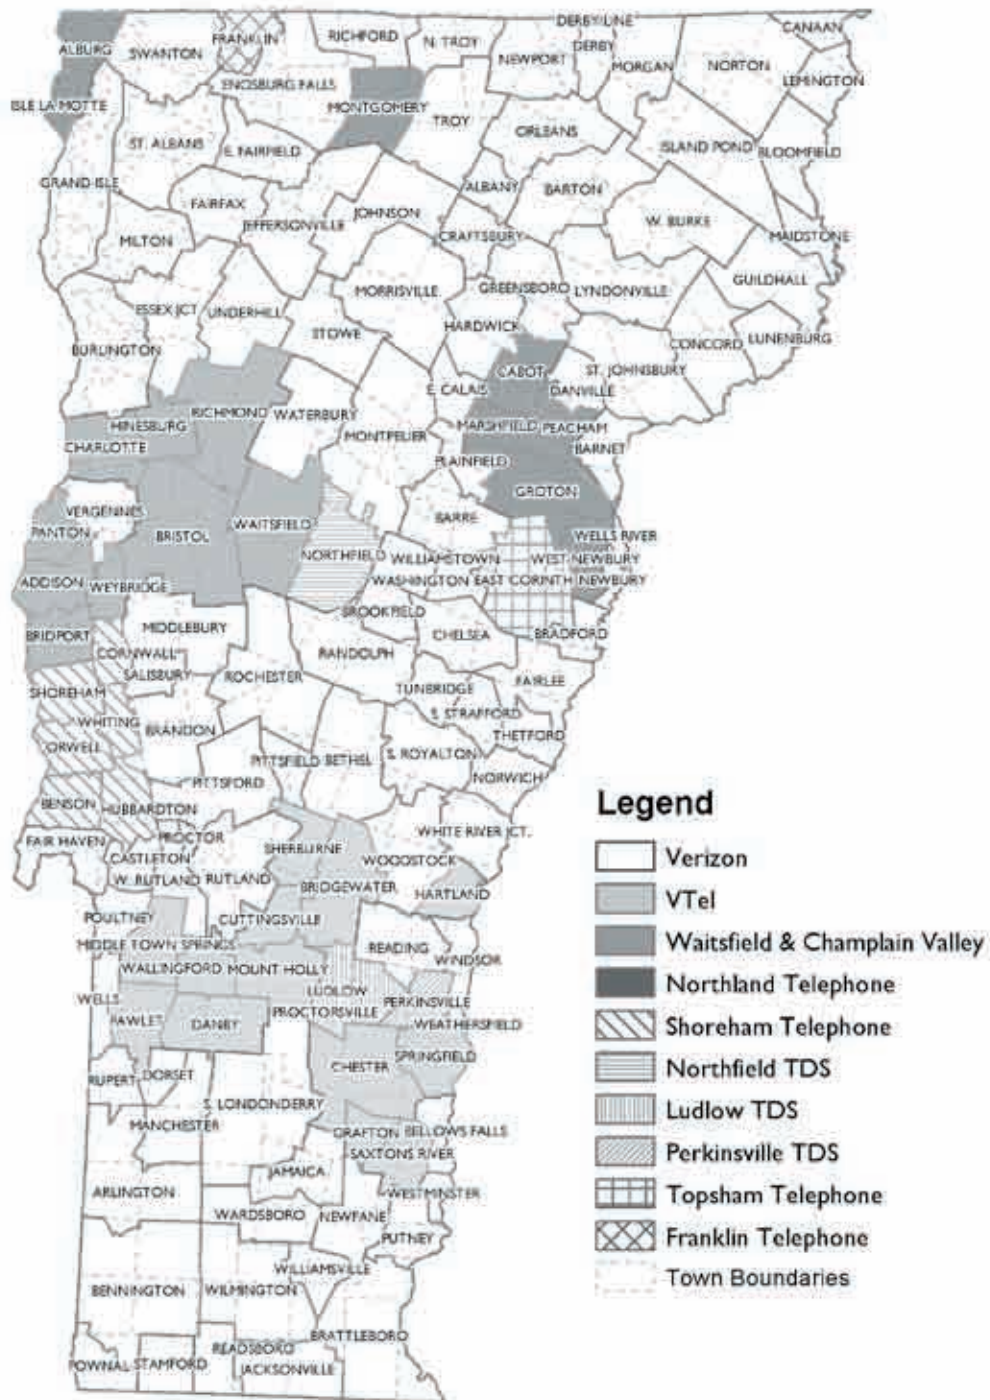 DERBY LINE
CANAAN
ALBURG
SWANTON
FRANKLIN
RICHFORD
N. TROY
NEWPORT
DERBY
MORGAN
NORTON
LEMINGTON
ENOSBURG FALLS
ISLE LA MOTTE
MONTGOMERY
TROY
ORLEANS
ST. ALBANS
E. FAIRFIELD
ISLAND POND
BLOOMFIELD
GRAND ISLE
ALBANY
BARTON
FAIRFAX
JEFFERSONVILLE
JOHNSON
W. BURKE
MILTON
CRAFTSBURY
MAIDSTONE
MORRISVILLE
GREENSBORO
LYNDONVILLE
GUILDHALL
ESSEX JCT
UNDERHILL
STOWE
HARDWICK
BURLINGTON
CONCORD
LUNENBURG
CABOT
ST. JOHNSBURY
E. CALAIS
DANVILLE
RICHMOND
WATERBURY
HINESBURG
MONTPELIER
MARSHFIELD
PEACHAM
CHARLOTTE
BARNET
PLAINFIELD
GROTON
VERGENNES
PANTON
BRISTOL
WAITSFIELD
BARRE
WELLS RIVER
NORTHFIELD
WILLIAMSTOWN
WEST NEWBURY
ADDISON
WEYBRIDGE
WASHINGTON
EAST CORINTH
NEWBURY
BROOKFIELD
BRIDPORT
MIDDLEBURY
CHELSEA
BRADFORD
CORNWALL
RANDOLPH
SALISBURY
ROCHESTER
FAIRLEE
SHOREHAM
TUNBRIDGE
WHITING
S. STRAFFORD
BRANDON
THETFORD
ORWELL
PITTSFIELD
BETHEL
S. ROYALTON
PITTSFORD
NORWICH
BENSON
HUBBARDTON
FAIR HAVEN
PROCTOR
SHERBURNE
WHITE RIVER JCT.
CASTLETON
WOODSTOCK
W. RUTLAND
RUTLAND
BRIDGEWATER
HARTLAND
POULTNEY
CUTTINGSVILLE
MIDDLE TOWN SPRINGS
READING
WINDSOR
WALLINGFORD
MOUNT HOLLY
LUDLOW
WELLS
PROCTORSVILLE
PERKINSVILLE
PAWLET
DANBY
WEATHERSFIELD
SPRINGFIELD
CHESTER
RUPERT
DORSET
S. LONDONDERRY
MANCHESTER
GRAFTON
BELLOWS FALLS
SAXTONS RIVER
JAMAICA
ARLINGTON
WESTMINSTER
WARDSBORO
NEWFANE
PUTNEY
WILLIAMSVILLE
BENNINGTON
WILMINGTON
BRATTLEBORO
READSBORO
POWNAL
STAMFORD
JACKSONVILLE
Legend
Verizon
VTel
Waitsfield & Champlain Valley
Northland Telephone
Shoreham Telephone
Northfield TDS
Ludlow TDS
Perkinsville TDS
Topsham Telephone
Franklin Telephone
Town Boundaries